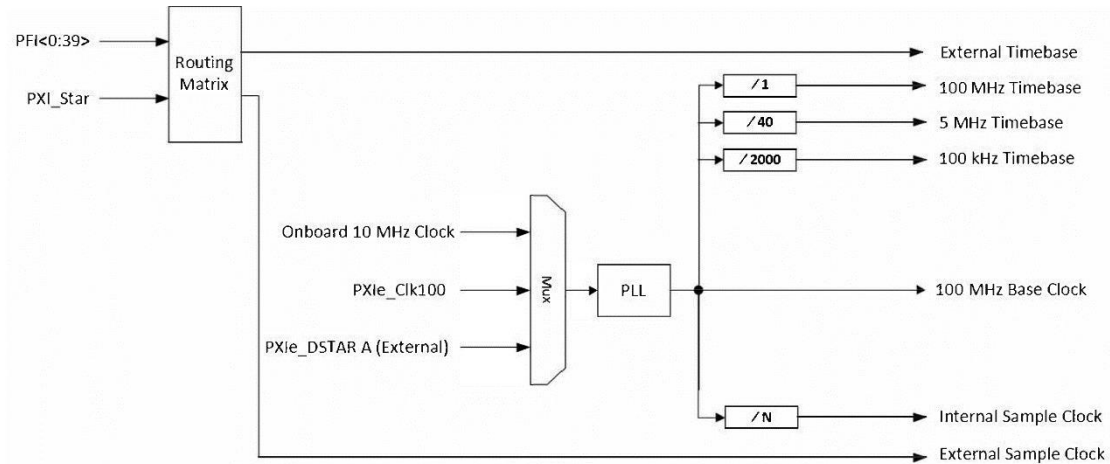 PFI<0:39>
PXI_Star
Routing
Matrix
External Timebase
/ 1
100 MHz Timebase
/ 40
5 MHz Timebase
/ 2000
100 kHz Timebase
Onboard 10 MHz Clock
PXIe_Clk100
PXIe_DSTAR A (External)
Mux
PLL
100 MHz Base Clock
/ N
Internal Sample Clock
External Sample Clock